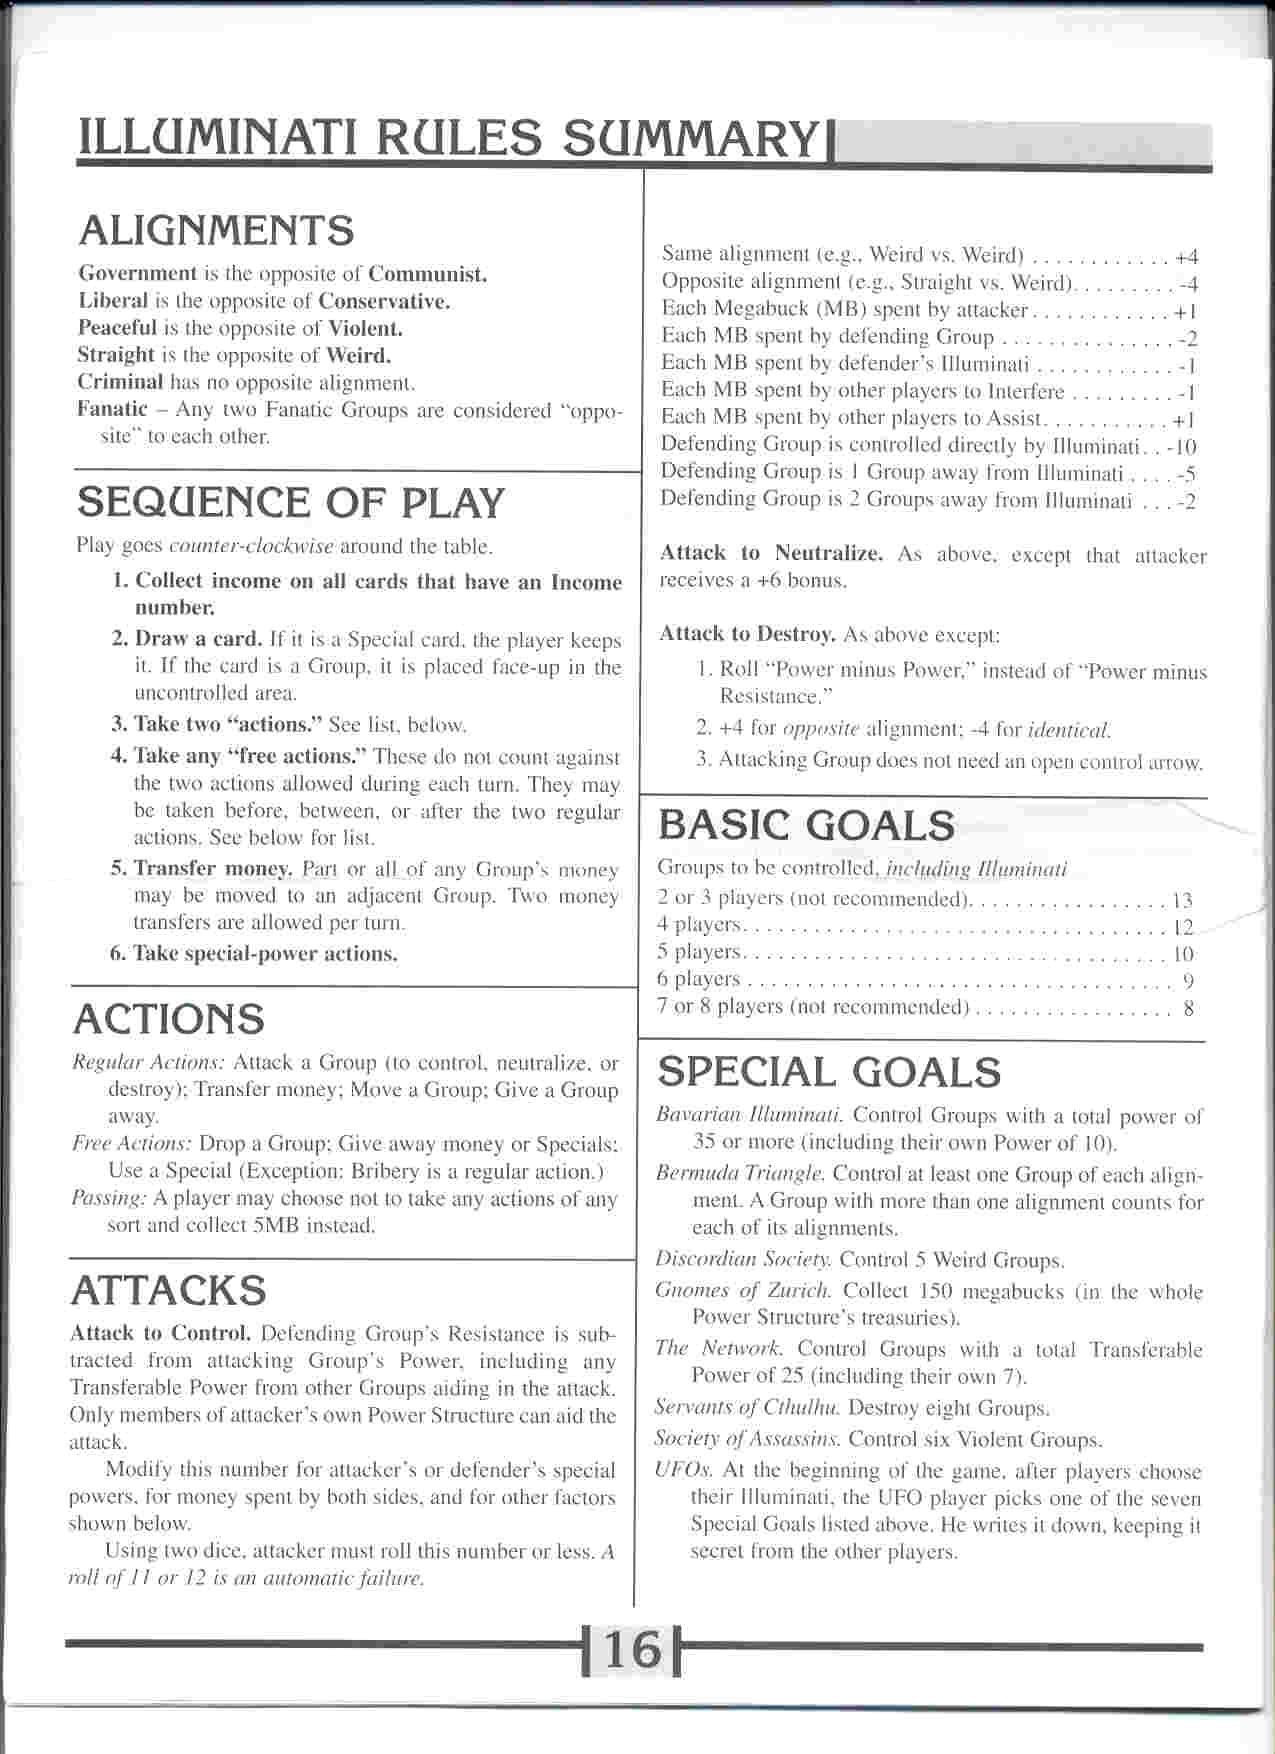 ILLUMINATI RULES SUMMARY
ALIGNMENTS
Government is the opposite of Communist.
Liberal is the opposite of Conservative.
Peaceful is the opposite of Violent.
Straight is the opposite of Weird.
Criminal has no opposite alignment.
Fanatic – Any two Fanatic Groups are considered “oppo-
site” to each other.
SEQUENCE OF PLAY
Play goes counter-clockwise around the table.
1. Collect income on all cards that have an Income
number.
2. Draw a card. If it is a Special card, the player keeps
it. If the card is a Group, it is placed face-up in the
uncontrolled area.
3. Take two “actions.” See list, below.
4. Take any “free actions.” These do not count against
the two actions allowed during each turn. They may
be taken before, between, or after the two regular
actions. See below for list.
5. Transfer money. Part or all of any Group’s money
may be moved to an adjacent Group. Two money
transfers are allowed per turn.
6. Take special-power actions.
ACTIONS
Regular Actions: Attack a Group (to control, neutralize, or
destroy); Transfer money; Move a Group; Give a Group
away.
Free Actions: Drop a Group; Give away money or Specials;
Use a Special (Exception: Bribery is a regular action.)
Passing: A player may choose not to take any actions of any
sort and collect 5MB instead.
ATTACKS
Attack to Control. Defending Group’s Resistance is sub-
tracted from attacking Group’s Power, including any
Transferable Power from other Groups aiding in the attack.
Only members of attacker’s own Power Structure can aid the
attack.
Modify this number for attacker’s or defender’s special
powers, for money spent by both sides, and for other factors
shown below.
Using two dice, attacker must roll this number or less. A
roll of 11 or 12 is an automatic failure.
Same alignment (e.g., Weird vs. Weird) . . . . . . . . . . . . +4
Opposite alignment (e.g., Straight vs. Weird). . . . . . . . . -4
Each Megabuck (MB) spent by attacker. . . . . . . . . . . . +1
Each MB spent by defending Group . . . . . . . . . . . . . . . -2
Each MB spent by defender’s Illuminati . . . . . . . . . . . . -1
Each MB spent by other players to Interfere . . . . . . . . . -1
Each MB spent by other players to Assist. . . . . . . . . . . +1
Defending Group is controlled directly by Illuminati. . -10
Defending Group is 1 Group away from Illuminati . . . . -5
Defending Group is 2 Groups away from Illuminati . . . -2
Attack to Neutralize. As above, except that attacker
receives a +6 bonus.
Attack to Destroy. As above except:
1. Roll “Power minus Power,” instead of “Power minus
Resistance.”
2. +4 for opposite alignment; -4 for identical.
3. Attacking Group does not need an open control arrow.
BASIC GOALS
Groups to be controlled, including Illuminati
2 or 3 players (not recommended). . . . . . . . . . . . . . . . . 13
4 players. . . . . . . . . . . . . . . . . . . . . . . . . . . . . . . . . . . . 12
5 players. . . . . . . . . . . . . . . . . . . . . . . . . . . . . . . . . . . . 10
6 players . . . . . . . . . . . . . . . . . . . . . . . . . . . . . . . . . . . . 9
7 or 8 players (not recommended) . . . . . . . . . . . . . . . . . 8
SPECIAL GOALS
Bavarian Illuminati. Control Groups with a total power of
35 or more (including their own Power of 10).
Bermuda Triangle. Control at least one Group of each align-
ment. A Group with more than one alignment counts for
each of its alignments.
Discordian Society. Control 5 Weird Groups.
Gnomes of Zurich. Collect 150 megabucks (in the whole
Power Structure’s treasuries).
The Network. Control Groups with a total Transferable
Power of 25 (including their own 7).
Servants of Cthulhu. Destroy eight Groups.
Society of Assassins. Control six Violent Groups.
UFOs. At the beginning of the game, after players choose
their Illuminati, the UFO player picks one of the seven
Special Goals listed above. He writes it down, keeping it
secret from the other players.
16